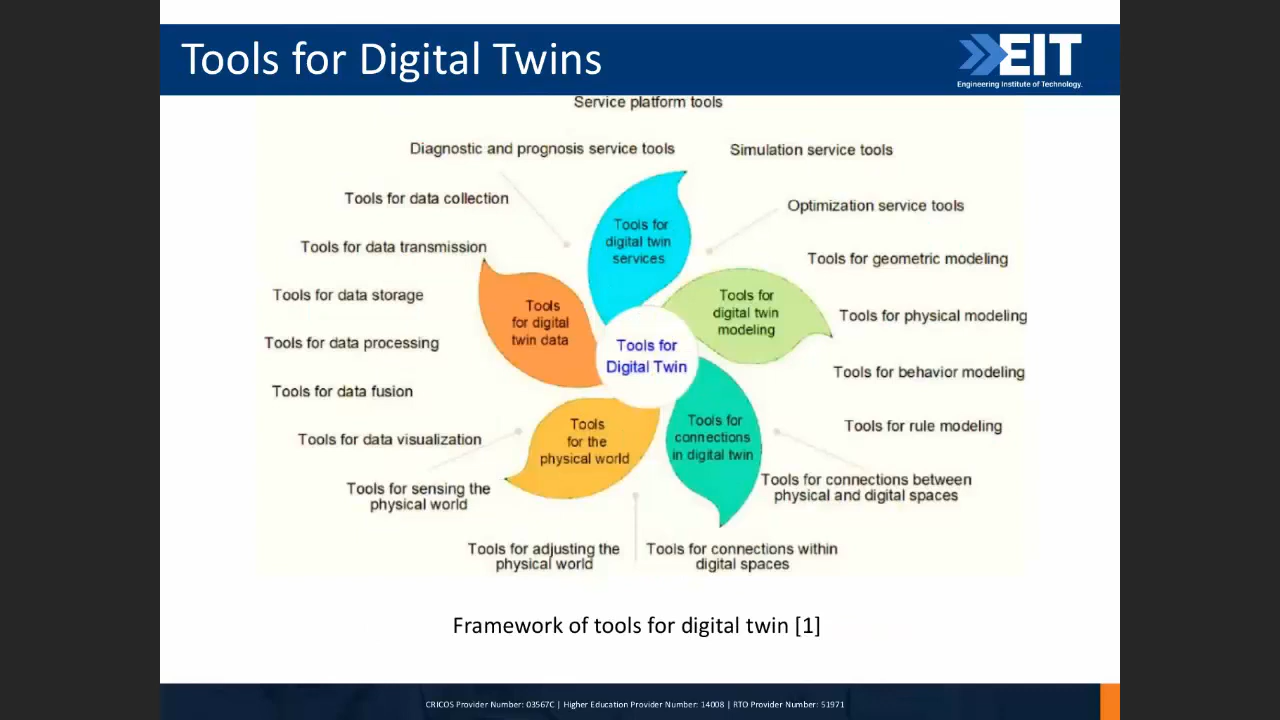 Tools for Digital Twins
EIT
Engineering Institute of Technology.
Service platform tools
Diagnostic and prognosis service tools
Simulation service tools
Tools for data collection
Optimization service tools
Tools for
digital twin
services
Tools for data transmission
Tools for geometric modeling
Tools for data storage
Tools
for digital
twin data
Tools for
digital twin
modeling
Tools for physical modeling
Tools for data processing
Tools for
Digital Twin
Tools for behavior modeling
Tools for data fusion
Tools for rule modeling
Tools for data visualization
Tools
for the
physical world
Tools for
connections
in digital twin
Tools for sensing the
physical world
Tools for connections between
physical and digital spaces
Tools for adjusting the
physical world
Tools for connections within
digital spaces
Framework of tools for digital twin [1]
CRICOS Provider Number: 03567C | Higher Education Provider Number: 14008 | RTO Provider Number: 51971